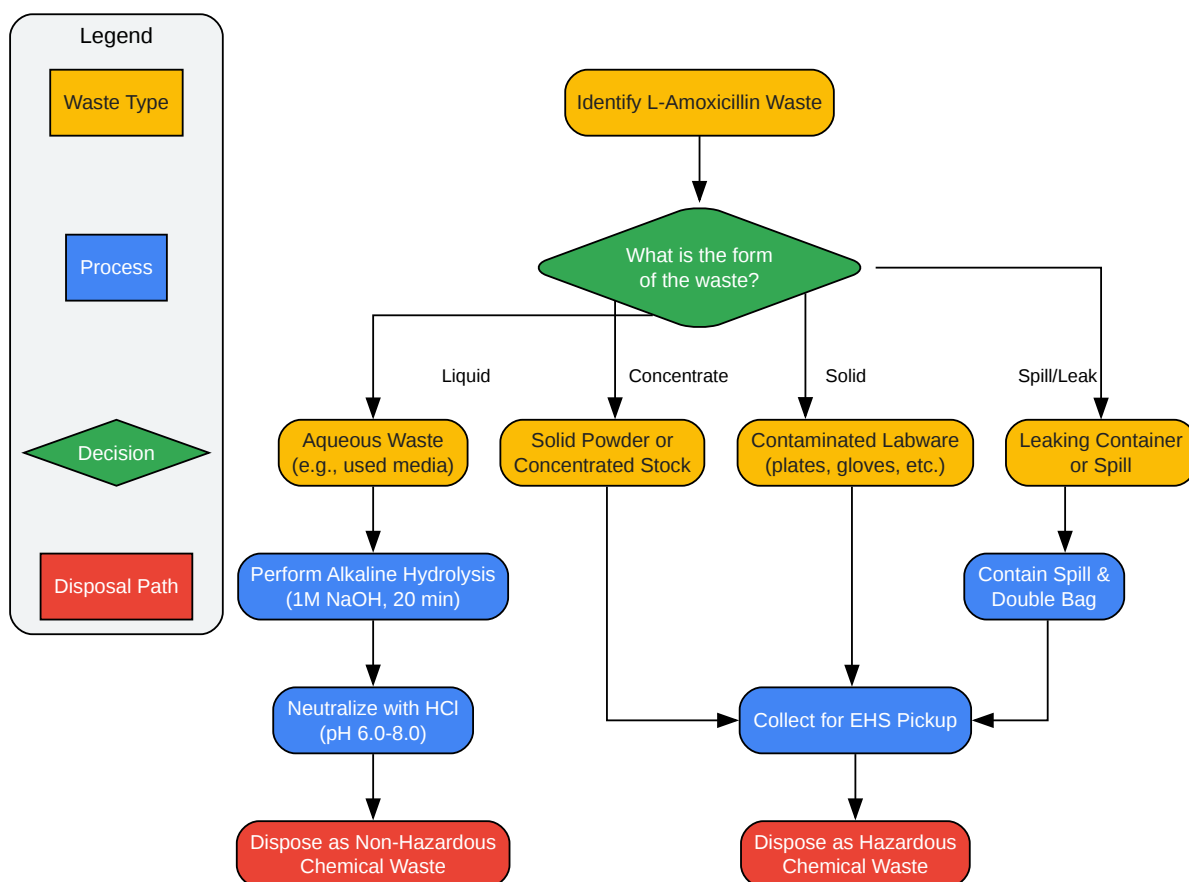 Legend
Waste Type
Process
Decision
Disposal Path
Identify L-Amoxicillin Waste
What is the form
of the waste?
Liquid
Concentrate
Solid
Spill/Leak
Aqueous Waste
(e.g., used media)
Solid Powder or
Concentrated Stock
Contaminated Labware
(plates, gloves, etc.)
Leaking Container
or Spill
Perform Alkaline Hydrolysis
(1M NaOH, 20 min)
Contain Spill &
Double Bag
Neutralize with HCl
(pH 6.0-8.0)
Collect for EHS Pickup
Dispose as Non-Hazardous
Chemical Waste
Dispose as Hazardous
Chemical Waste